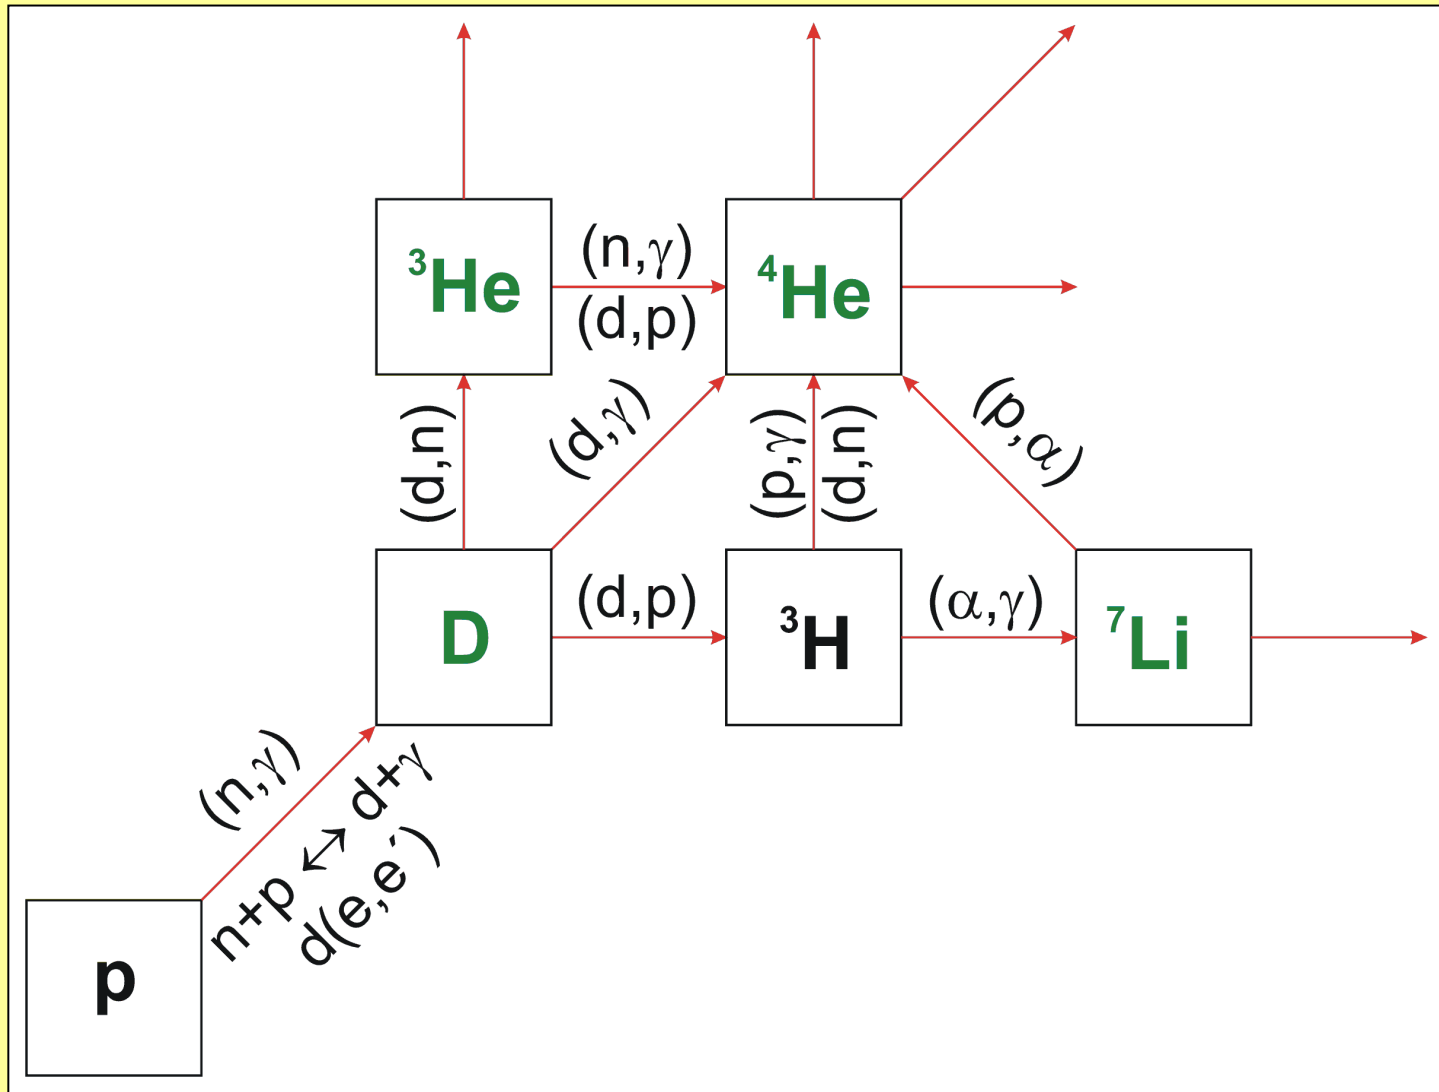 ³He
(n,γ)
(d,p)
⁴He
(d,n)
(d,γ)
(p,γ)
(d,n)
(p,α)
D
(d,p)
³H
(α,γ)
⁷Li
(n,γ)
n+p ↔ d+γ
d(e,e´)
p